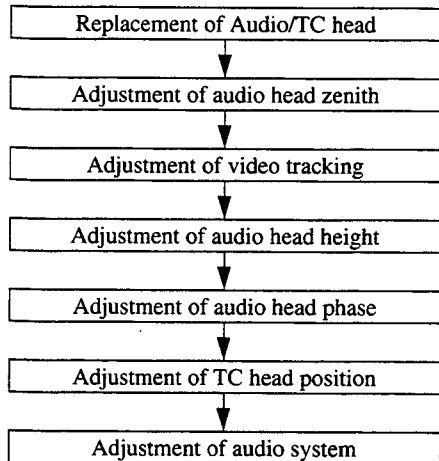 Replacement of Audio/TC head
Adjustment of audio head zenith
Adjustment of video tracking
Adjustment of audio head height
Adjustment of audio head phase
Adjustment of TC head position
Adjustment of audio system